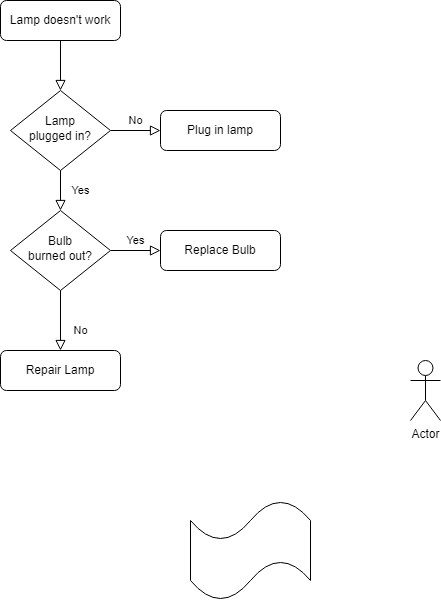 Lamp doesn't work
Lamp
plugged in?
No
Plug in lamp
Yes
Bulb
burned out?
Yes
Replace Bulb
No
Repair Lamp
Actor